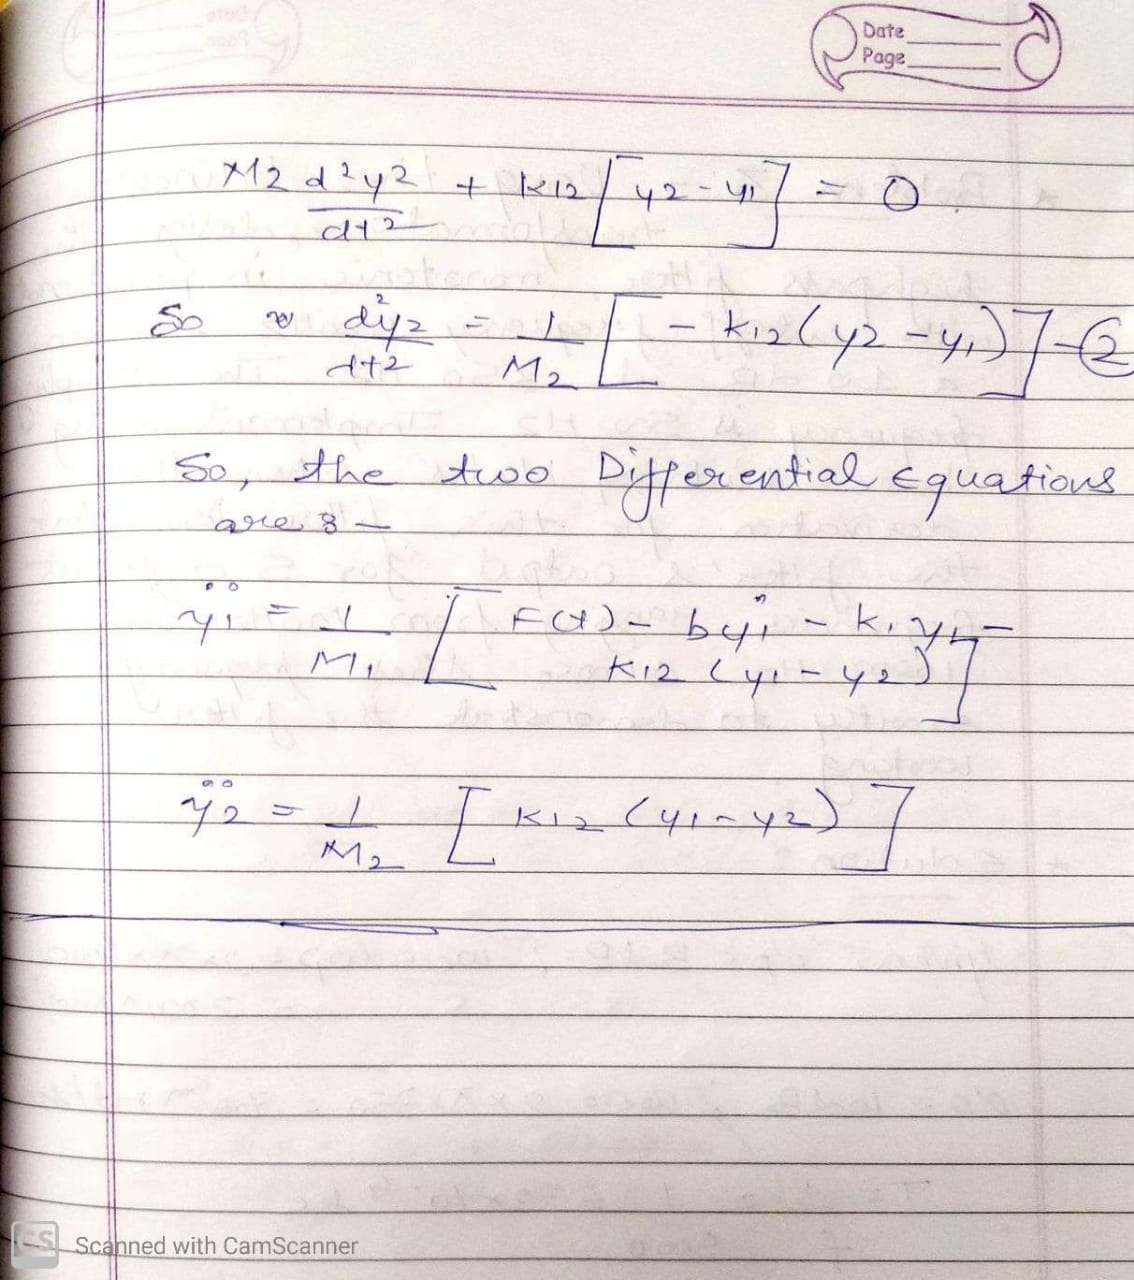 Date
Page
M2 d²y2/dt² + K12 [y2 - y1] = 0.
So d²y2/dt2 = 1/M2 [- K12 (y2 - y1)] - ②
So, the two Differential Equations
are :-
ÿ1 = 1/M1 [F(t) - bẏ1 - K1y1 -
K12 (y1 - y2)]
ÿ2 = 1/M2 [K12 (y1 - y2)]
CS Scanned with CamScanner